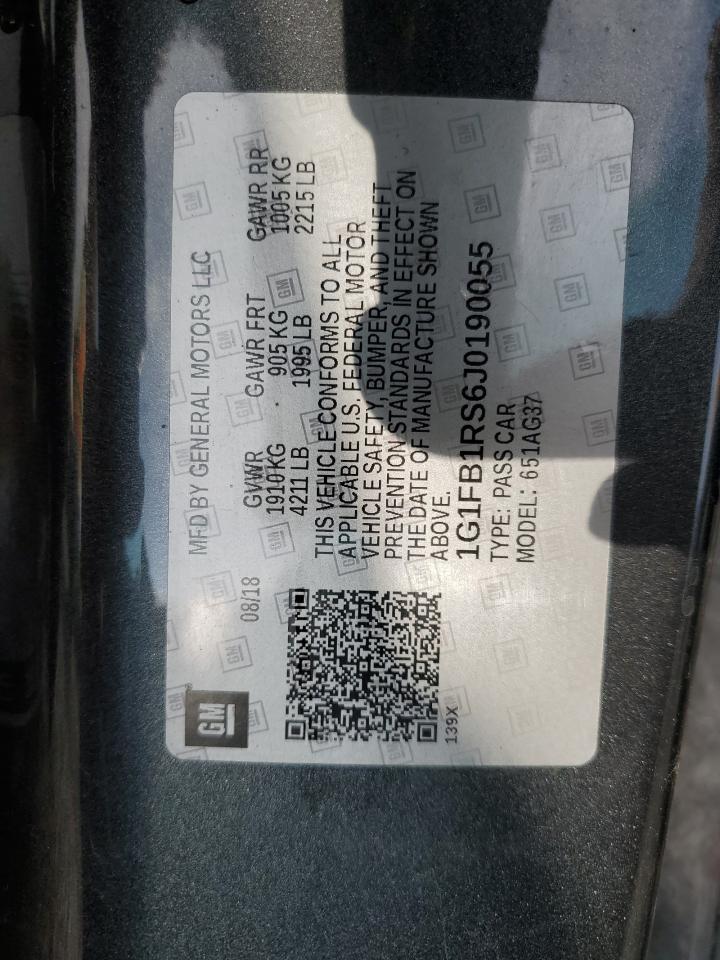 GM
MFD BY GENERAL MOTORS LLC
08/18
GVWR GAWR FRT GAWR RR
1910 KG 905 KG 1005 KG
4211 LB 1995 LB 2215 LB
THIS VEHICLE CONFORMS TO ALL
APPLICABLE U.S. FEDERAL MOTOR
VEHICLE SAFETY, BUMPER, AND THEFT
PREVENTION STANDARDS IN EFFECT ON
THE DATE OF MANUFACTURE SHOWN
ABOVE.
1G1FB1RS6J0190055
TYPE: PASS CAR
MODEL: 651AG37
139X